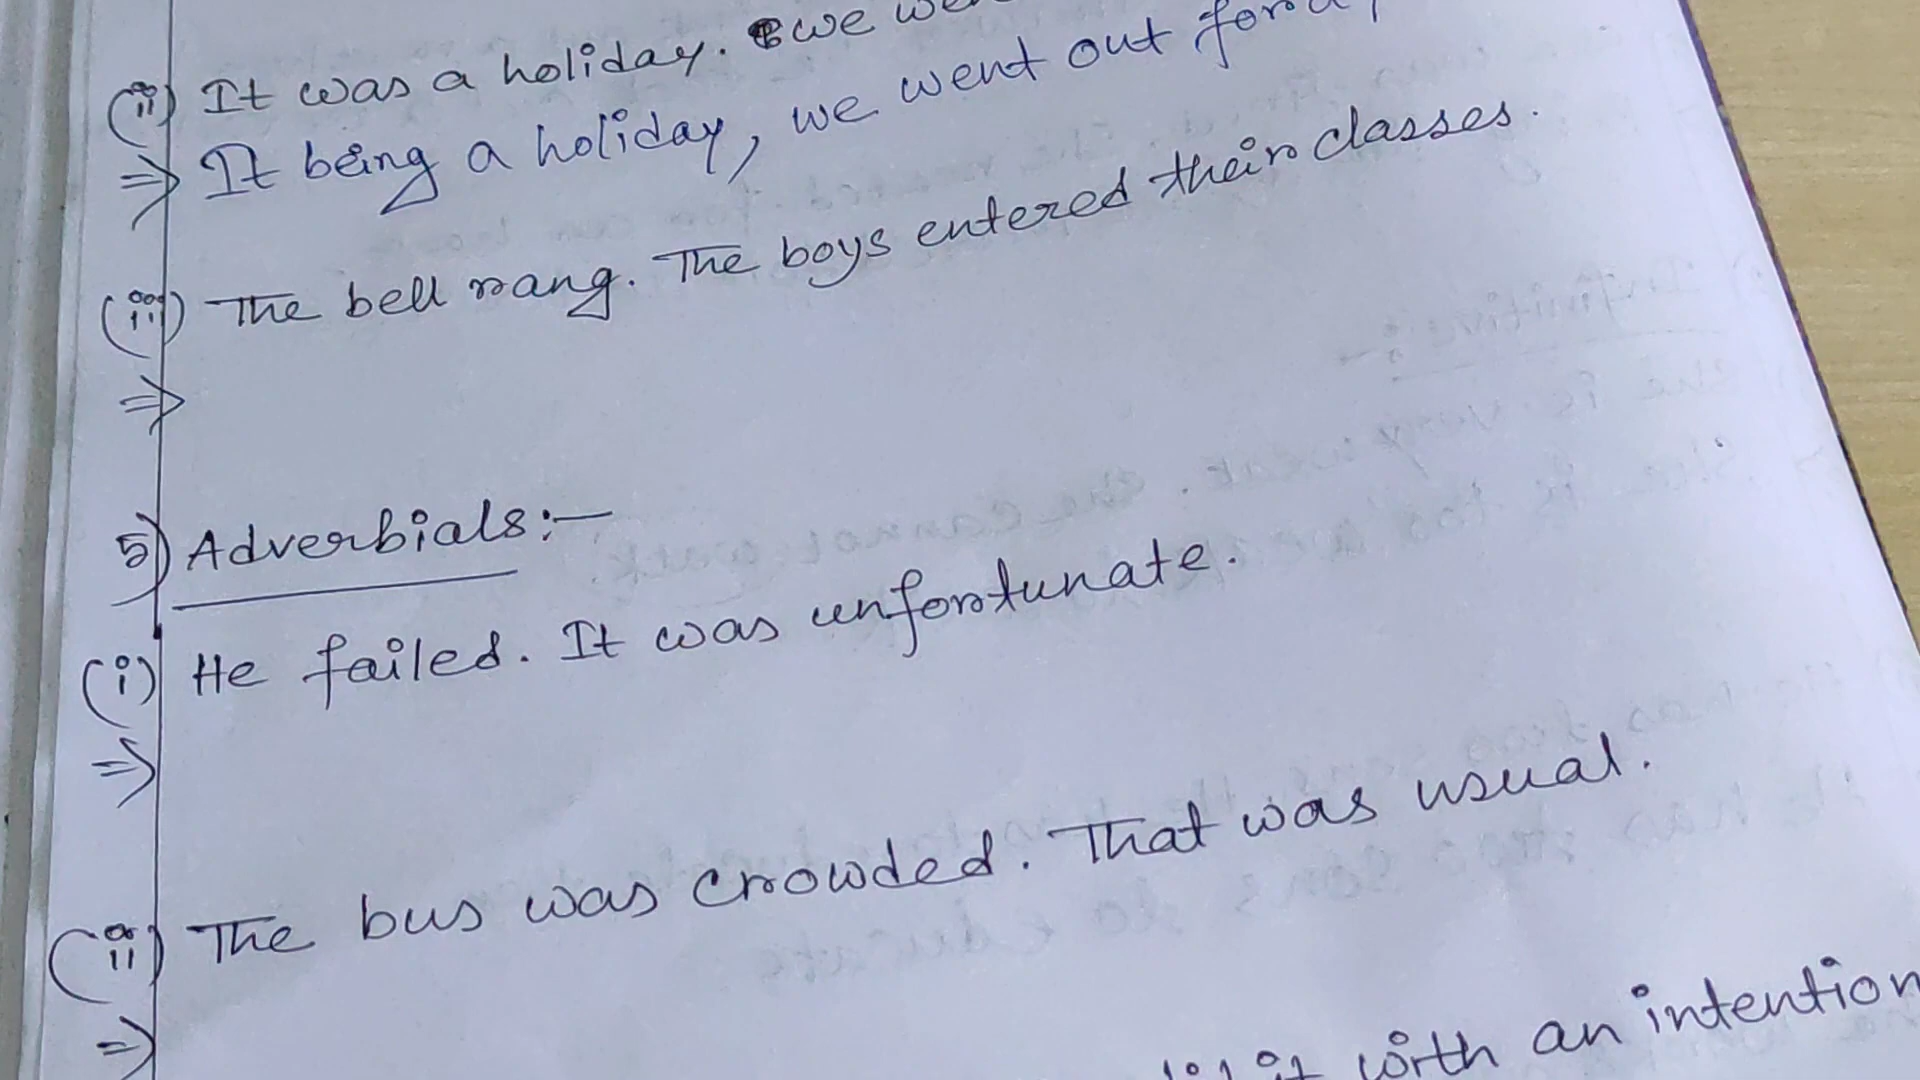 (ii) It was a holiday. we
⇒ It being a holiday, we went out for a
(iii) The bell rang. The boys entered their classes.
⇒
5) Adverbials:-
(i) He failed. It was unfortunate.
⇒
(ii) The bus was crowded. That was usual.
⇒
it with an intention